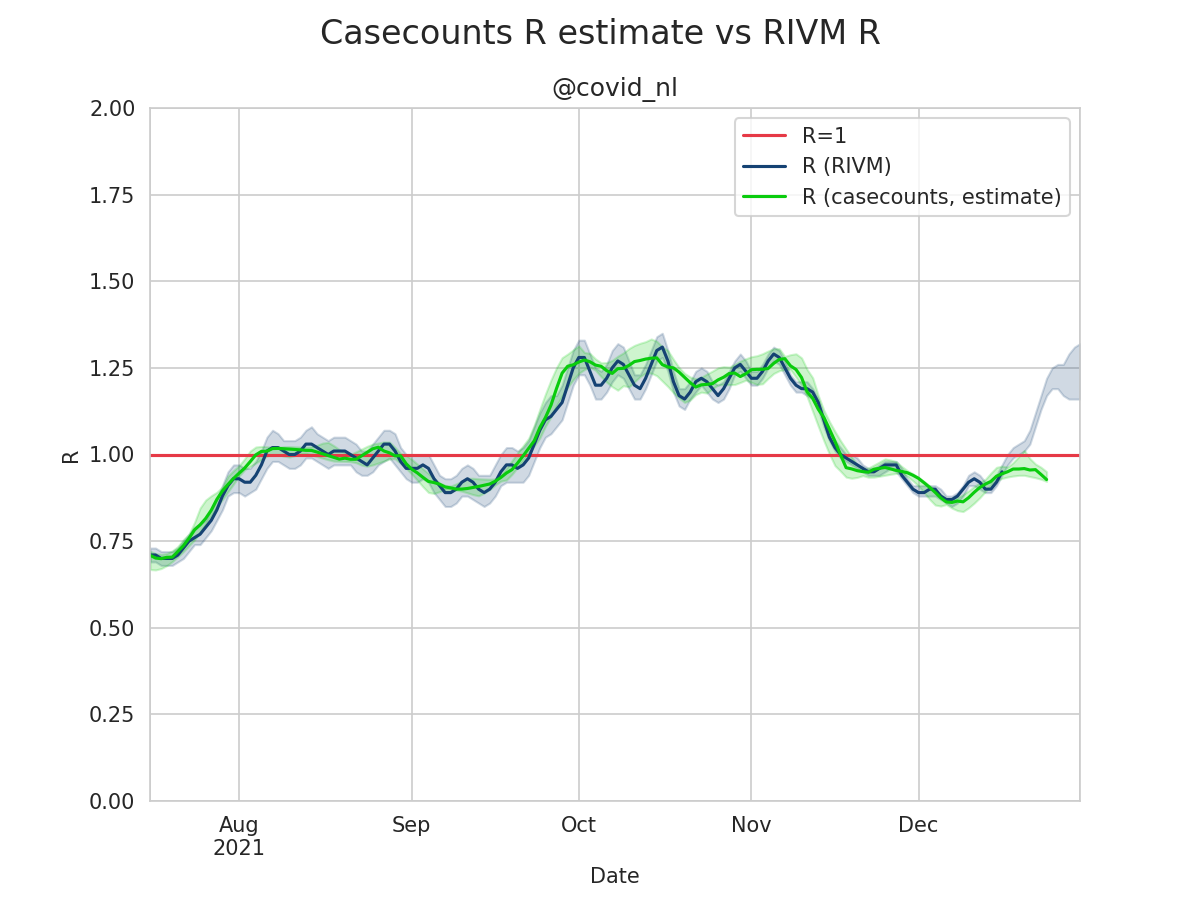 Casecounts R estimate vs RIVM R
@covid_nl
R=1
R (RIVM)
R (casecounts, estimate)
2.00
1.75
1.50
1.25
1.00
0.75
0.50
0.25
0.00
R
Aug Sep Oct Nov Dec
2021
Date